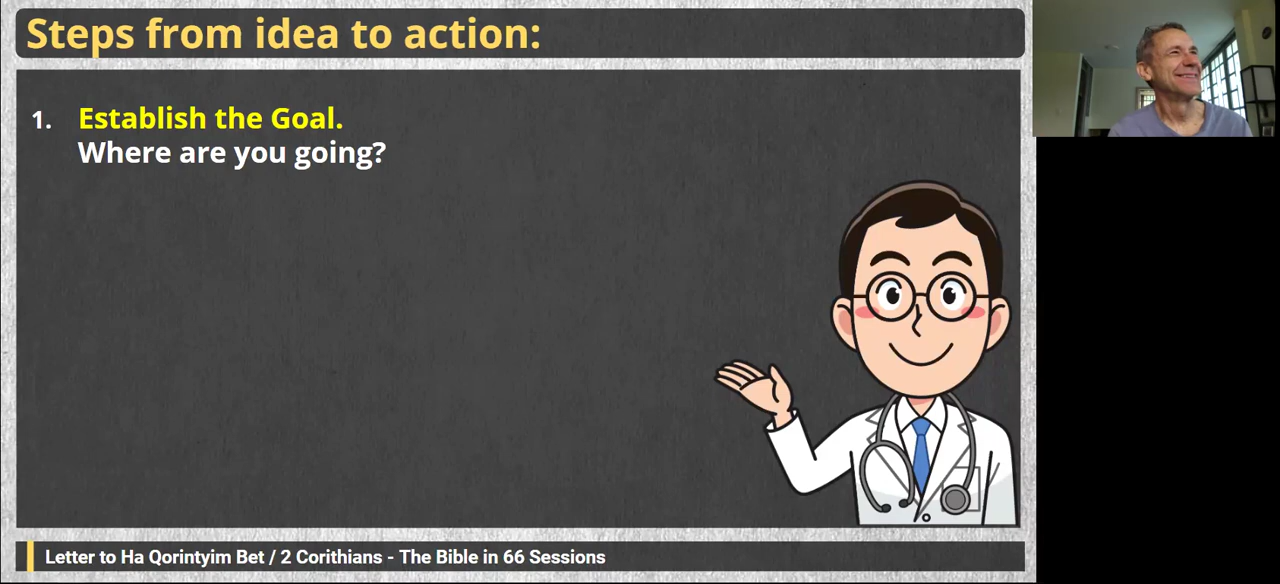 Steps from idea to action:
1. Establish the Goal.
Where are you going?
Letter to Ha Qorintyim Bet / 2 Corithians - The Bible in 66 Sessions